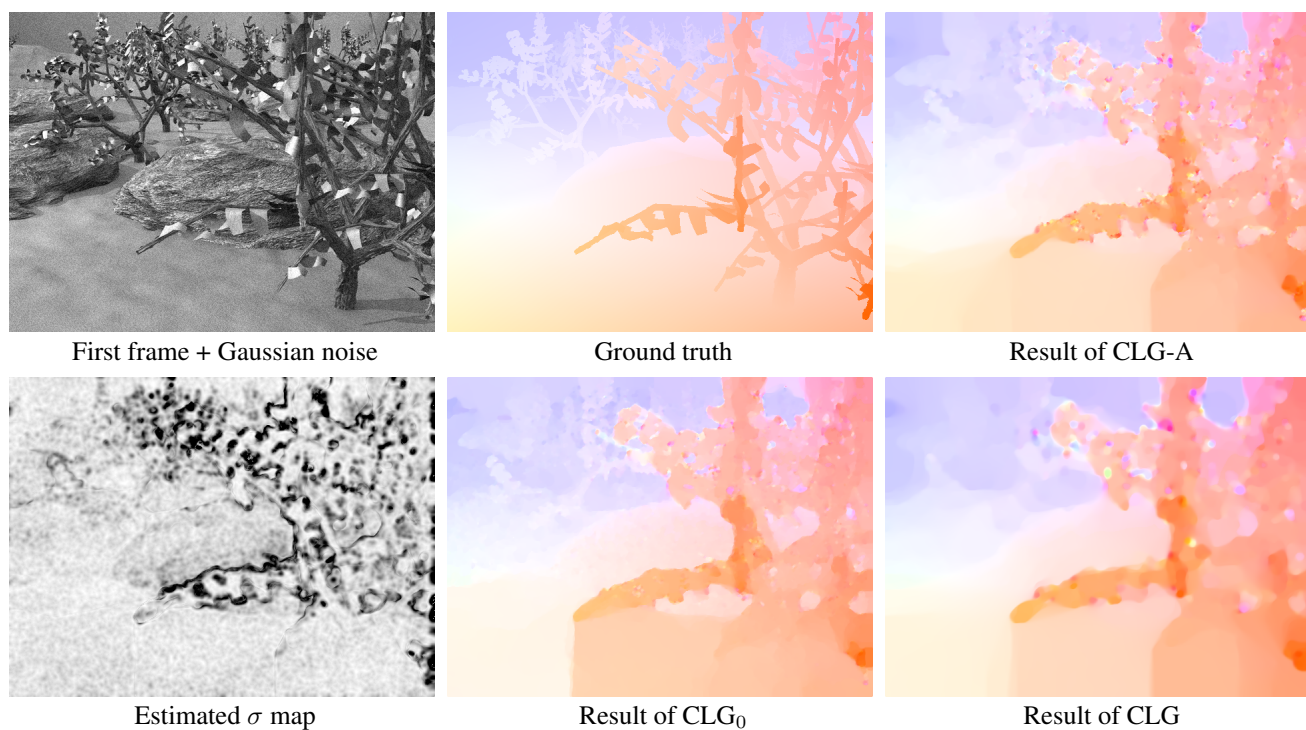 First frame + Gaussian noise
Ground truth
Result of CLG-A
Estimated σ map
Result of CLG₀
Result of CLG